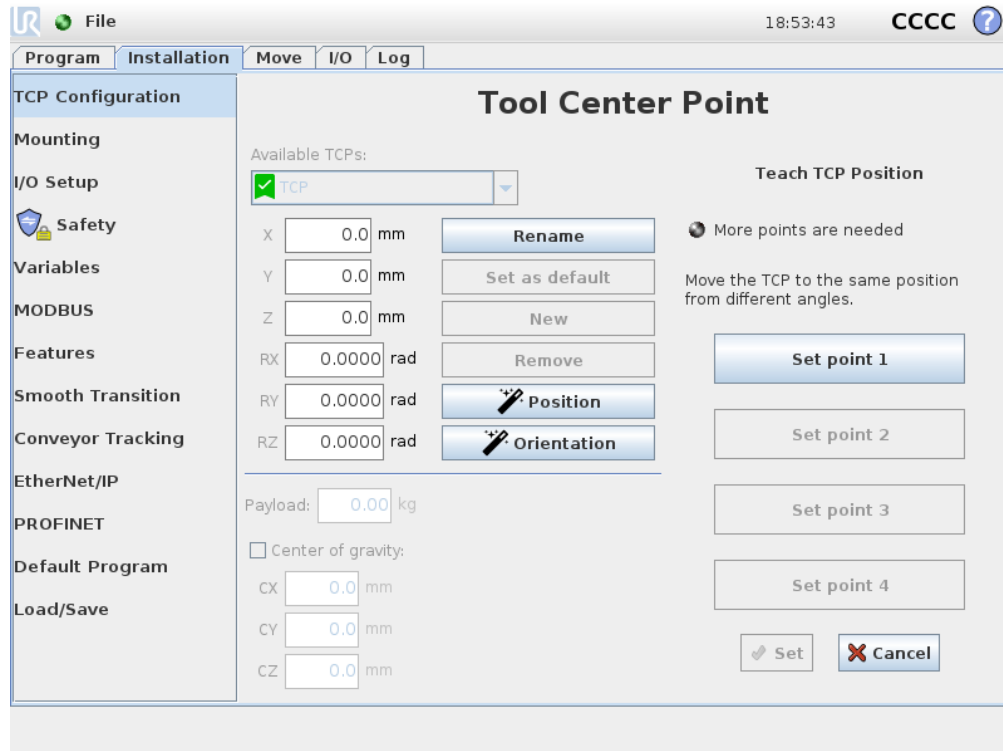 UR File 18:53:43 CCCC ?
Program Installation Move I/O Log
TCP Configuration
Mounting
I/O Setup
Safety
Variables
MODBUS
Features
Smooth Transition
Conveyor Tracking
EtherNet/IP
PROFINET
Default Program
Load/Save
Tool Center Point
Available TCPs:
TCP
X 0.0 mm
Y 0.0 mm
Z 0.0 mm
RX 0.0000 rad
RY 0.0000 rad
RZ 0.0000 rad
Rename
Set as default
New
Remove
Position
Orientation
Payload: 0.00 kg
Center of gravity:
CX 0.0 mm
CY 0.0 mm
CZ 0.0 mm
Teach TCP Position
More points are needed
Move the TCP to the same position
from different angles.
Set point 1
Set point 2
Set point 3
Set point 4
Set Cancel